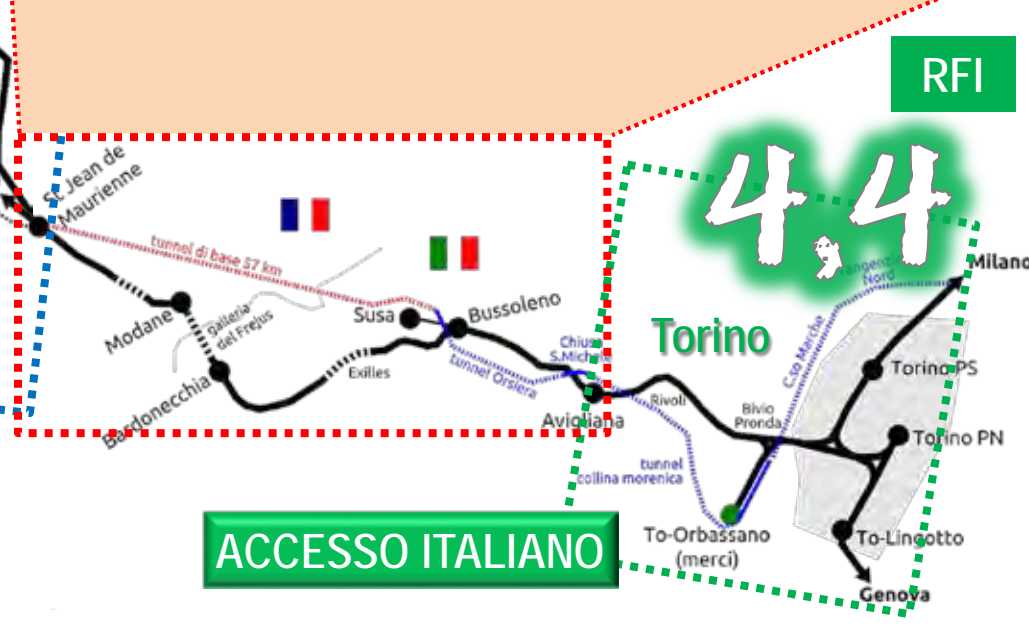 RFI
4.4
St. Jean de
Maurienne
tunnel di base 57 km
Milano
Nord
Modane
galleria
del Frejus
Susa
Bussoleno
Torino
Chiusa
S.Michele
tunnel Orsiera
C.so Marche
Exilles
Bardonecchia
Avigliana
Rivoli
Bivio
Pronda
Torino PS
Torino PN
tunnel
collina morenica
To-Orbassano
(merci)
To-Lingotto
ACCESSO ITALIANO
Genova